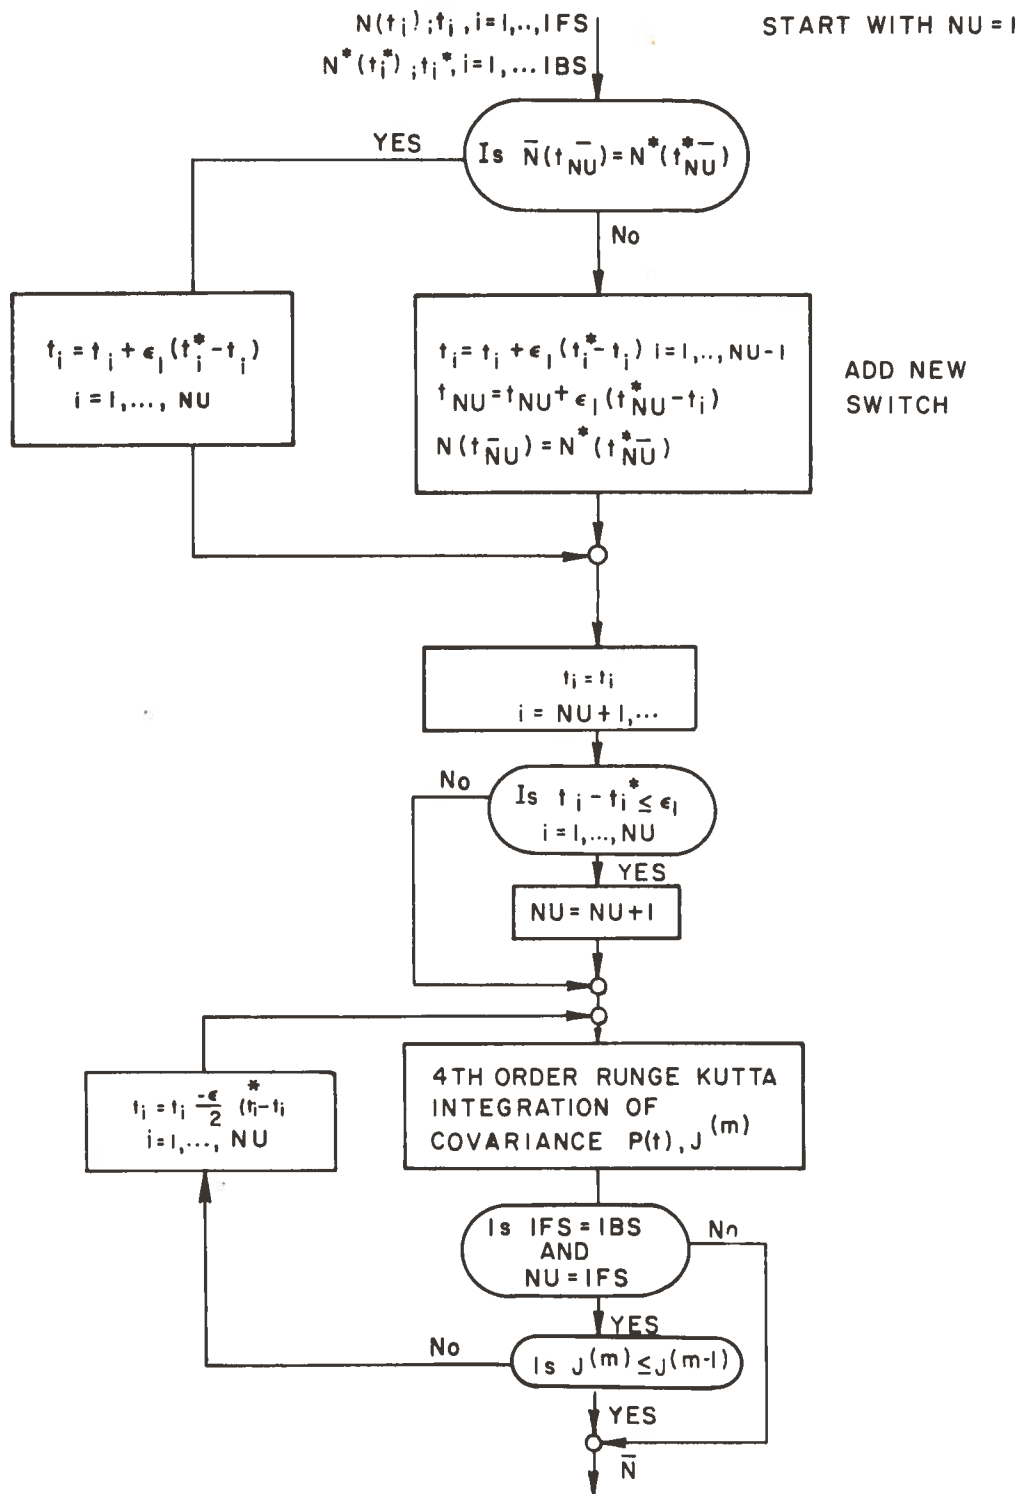 N(t_i);t_i, i=1,..,IFS
START WITH NU=1
N*(t_i*);t_i*, i=1,...IBS
YES
Is N̄(t_NU̅)=N*(t*_NU̅)
No
t_i=t_i+ϵ_1(t_i*-t_i)
i=1,..., NU
t_i=t_i+ϵ_1(t_i*-t_i) i=1,..,NU-1
t_NU=t_NU+ϵ_1(t*_NU-t_i)
N(t_N̅U)=N*(t*_NU̅)
ADD NEW
SWITCH
t_i=t_i
i=NU+1,...
No
Is t_i-t_i*≤ϵ_1
i=1,...,NU
YES
NU=NU+1
t_i=t_i -ϵ/2 (t_i*-t_i
i=1,..., NU
4TH ORDER RUNGE KUTTA
INTEGRATION OF
COVARIANCE P(t),J^(m)
Is IFS=IBS
AND
NU=IFS
No
YES
No
Is J^(m)≤J^(m-1)
YES
N̄